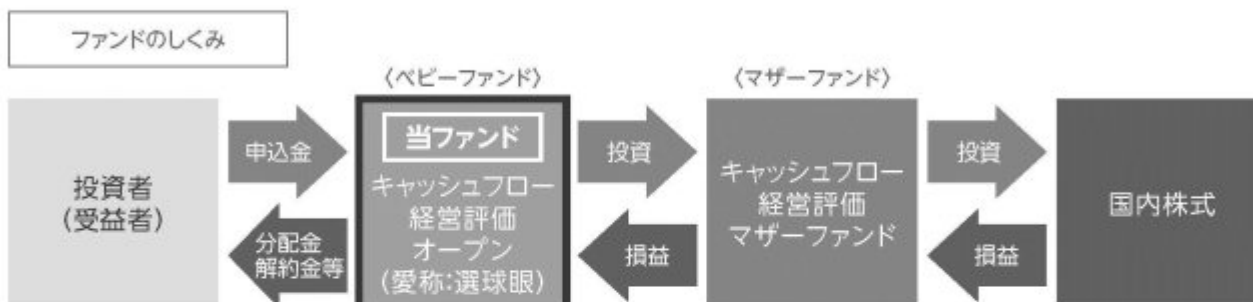 ファンドのしくみ
〈ベビーファンド〉
〈マザーファンド〉
投資者
(受益者)
申込金
分配金
解約金等
当ファンド
キャッシュフロー
経営評価
オープン
(愛称:選球眼)
投資
損益
キャッシュフロー
経営評価
マザーファンド
投資
損益
国内株式